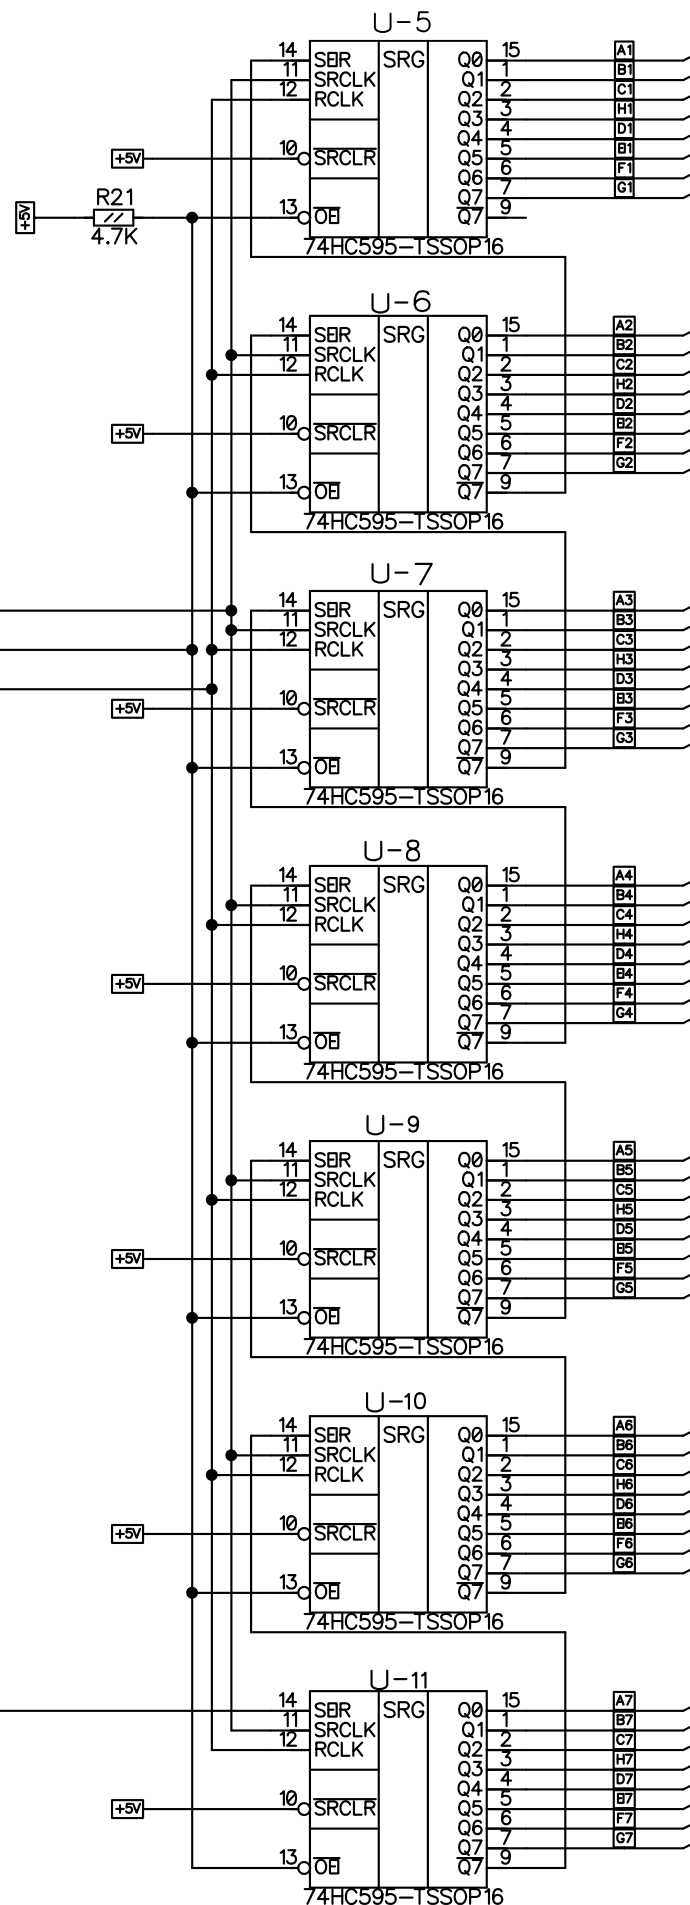 U-5
14 SER SRG Q0 15 A1
11 SRCLK Q1 1 B1
12 RCLK Q2 2 C1
Q3 3 H1
Q4 4 D1
+5V 10 SRCLR Q5 5 E1
Q6 6 F1
Q7 7 G1
+5V R21 4.7K 13 OE Q7 9
74HC595-TSSOP16
U-6
14 SER SRG Q0 15 A2
11 SRCLK Q1 1 B2
12 RCLK Q2 2 C2
Q3 3 H2
Q4 4 D2
+5V 10 SRCLR Q5 5 E2
Q6 6 F2
Q7 7 G2
13 OE Q7 9
74HC595-TSSOP16
U-7
14 SER SRG Q0 15 A3
11 SRCLK Q1 1 B3
12 RCLK Q2 2 C3
Q3 3 H3
Q4 4 D3
+5V 10 SRCLR Q5 5 E3
Q6 6 F3
Q7 7 G3
13 OE Q7 9
74HC595-TSSOP16
U-8
14 SER SRG Q0 15 A4
11 SRCLK Q1 1 B4
12 RCLK Q2 2 C4
Q3 3 H4
Q4 4 D4
+5V 10 SRCLR Q5 5 E4
Q6 6 F4
Q7 7 G4
13 OE Q7 9
74HC595-TSSOP16
U-9
14 SER SRG Q0 15 A5
11 SRCLK Q1 1 B5
12 RCLK Q2 2 C5
Q3 3 H5
Q4 4 D5
+5V 10 SRCLR Q5 5 E5
Q6 6 F5
Q7 7 G5
13 OE Q7 9
74HC595-TSSOP16
U-10
14 SER SRG Q0 15 A6
11 SRCLK Q1 1 B6
12 RCLK Q2 2 C6
Q3 3 H6
Q4 4 D6
+5V 10 SRCLR Q5 5 E6
Q6 6 F6
Q7 7 G6
13 OE Q7 9
74HC595-TSSOP16
U-11
14 SER SRG Q0 15 A7
11 SRCLK Q1 1 B7
12 RCLK Q2 2 C7
Q3 3 H7
Q4 4 D7
+5V 10 SRCLR Q5 5 E7
Q6 6 F7
Q7 7 G7
13 OE Q7 9
74HC595-TSSOP16